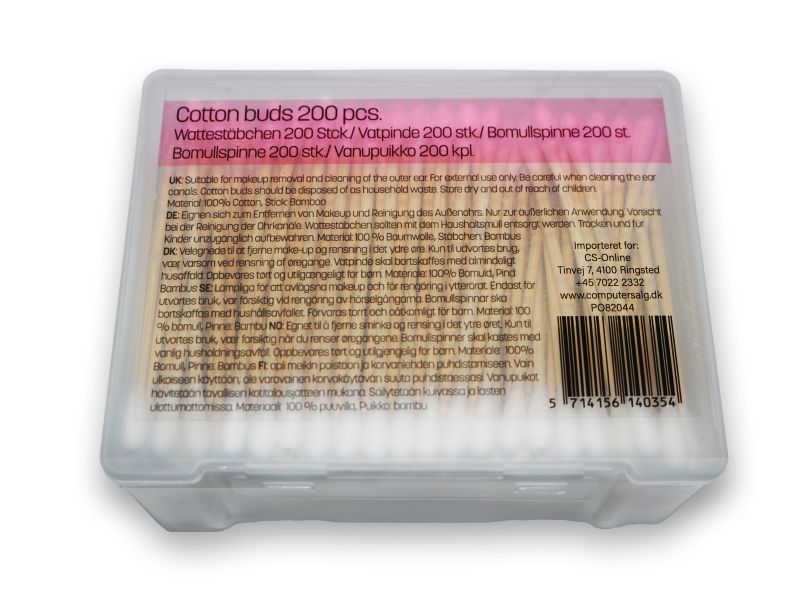 Cotton buds 200 pcs.
Wattestäbchen 200 Stck./ Vatpinde 200 stk./ Bomullspinne 200 st.
Bomullspinne 200 stk./ Vanupuikko 200 kpl.
UK: Suitable for makeup removal and cleaning of the outer ear. For external use only. Be careful when cleaning the ear
canals. Cotton buds should be disposed of as household waste. Store dry and out of reach of children.
Material: 100% Cotton, Stick: Bamboo
DE: Eignen sich zum Entfernen von Makeup und Reinigung des Außenohrs. Nur zur äußerlichen Anwendung. Vorsicht
bei der Reinigung der Ohrkanäle. Wattestäbchen sollten mit dem Haushaltsmüll entsorgt werden. Trocken und für
Kinder unzugänglich aufbewahren. Material: 100 % Baumwolle, Stäbchen: Bambus
DK: Velegnede til at fjerne make-up og rensning i det ydre øre. Kun til udvortes brug,
vær varsom ved rensning af øregange. Vatpinde skal bortskaffes med almindeligt
husaffald. Opbevares tørt og utilgængeligt for børn. Materiale: 100% Bomuld, Pind:
Bambus SE: Lämpliga för att avlägsna makeup och för rengöring i ytterörat. Endast för
utvärtes bruk, var försiktig vid rengöring av hörselgångarna. Bomullspinnar ska
bortskaffas med hushållsavfallet. Förvaras torrt och oåtkomligt för barn. Material: 100
% bomull, Pinne: Bambu NO: Egnet til å fjerne sminke og rensing i det ytre øret. Kun til
utvortes bruk, vær forsiktig når du renser øregangene. Bomullspinner skal kastes med
vanlig husholdningsavfall. Oppbevares tørt og utilgjengelig for barn. Materiale: 100%
Bomull, Pinne: Bambus FI: opii meikin poistoon ja korvanlehden puhdistamiseen. Vain
ulkoiseen käyttöön, ole varovainen korvakäytävän suuta puhdistaessasi. Vanupuikot
hävitetään tavallisen kotitalousjätteen mukana. Säilytetään kuivassa ja lasten
ulottumattomissa. Materiaali: 100 % puuvilla, Puikko: bambu
Importeret for:
CS-Online
Tinvej 7, 4100 Ringsted
+45 7022 2332
www.computersalg.dk
PO82044
5 714156 140354